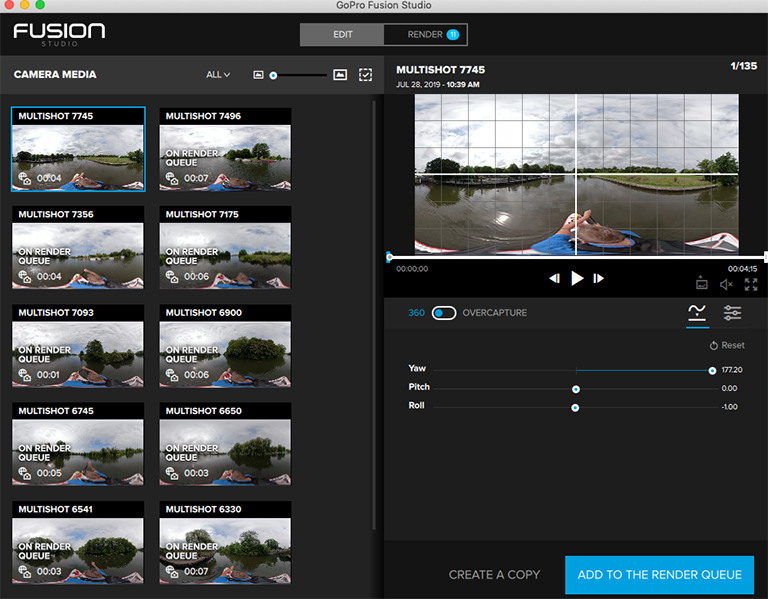 GoPro Fusion Studio
FUSION
STUDIO
EDIT
RENDER 11
CAMERA MEDIA
ALL
MULTISHOT 7745
00:04
MULTISHOT 7496
ON RENDER
QUEUE
00:07
MULTISHOT 7356
ON RENDER
QUEUE
00:04
MULTISHOT 7175
ON RENDER
QUEUE
00:06
MULTISHOT 7093
ON RENDER
QUEUE
00:01
MULTISHOT 6900
ON RENDER
QUEUE
00:06
MULTISHOT 6745
ON RENDER
QUEUE
00:05
MULTISHOT 6650
ON RENDER
QUEUE
00:03
MULTISHOT 6541
ON RENDER
QUEUE
00:03
MULTISHOT 6330
ON RENDER
QUEUE
00:07
MULTISHOT 7745
1/135
JUL 28, 2019 - 10:39 AM
00:00;00
00:04;15
360
OVERCAPTURE
Reset
Yaw 177.20
Pitch 0.00
Roll -1.00
CREATE A COPY
ADD TO THE RENDER QUEUE